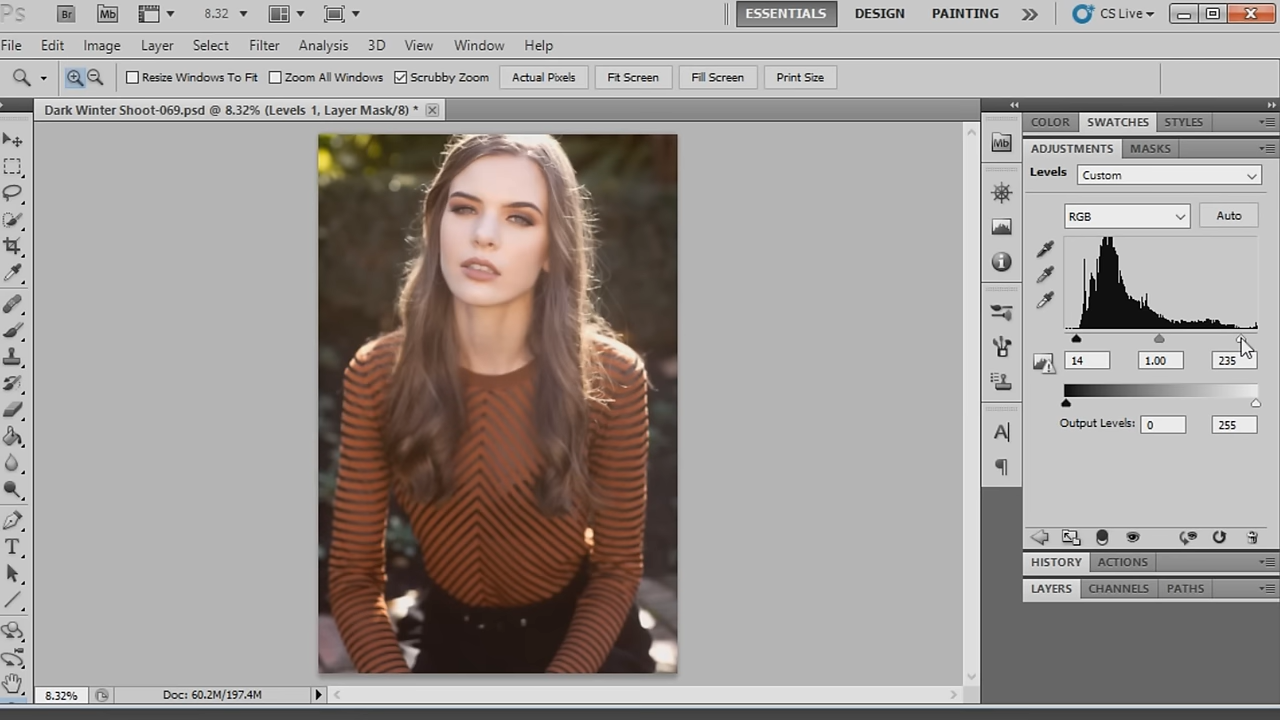 Ps Br Mb 8.32 ESSENTIALS DESIGN PAINTING CS Live
File Edit Image Layer Select Filter Analysis 3D View Window Help
Resize Windows To Fit Zoom All Windows Scrubby Zoom Actual Pixels Fit Screen Fill Screen Print Size
Dark Winter Shoot-069.psd @ 8.32% (Levels 1, Layer Mask/8) *
COLOR SWATCHES STYLES
Mb
ADJUSTMENTS MASKS
Levels Custom
RGB Auto
14 1.00 235
Output Levels: 0 255
A
T
HISTORY ACTIONS
LAYERS CHANNELS PATHS
8.32% Doc: 60.2M/197.4M